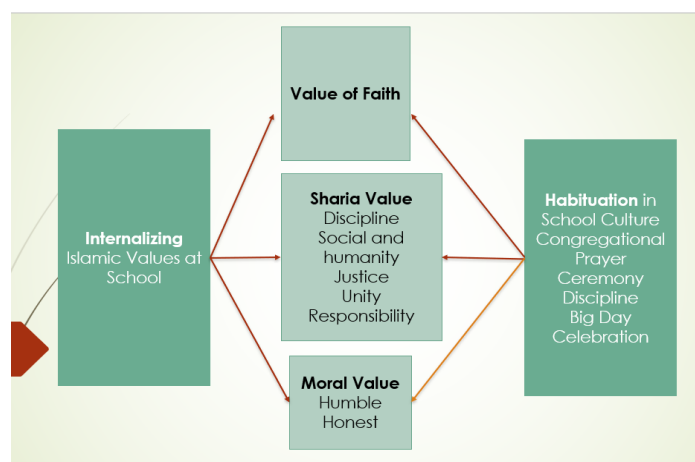 Internalizing
Islamic Values at
School
Value of Faith
Sharia Value
Discipline
Social and
humanity
Justice
Unity
Responsibility
Moral Value
Humble
Honest
Habituation in
School Culture
Congregational
Prayer
Ceremony
Discipline
Big Day
Celebration